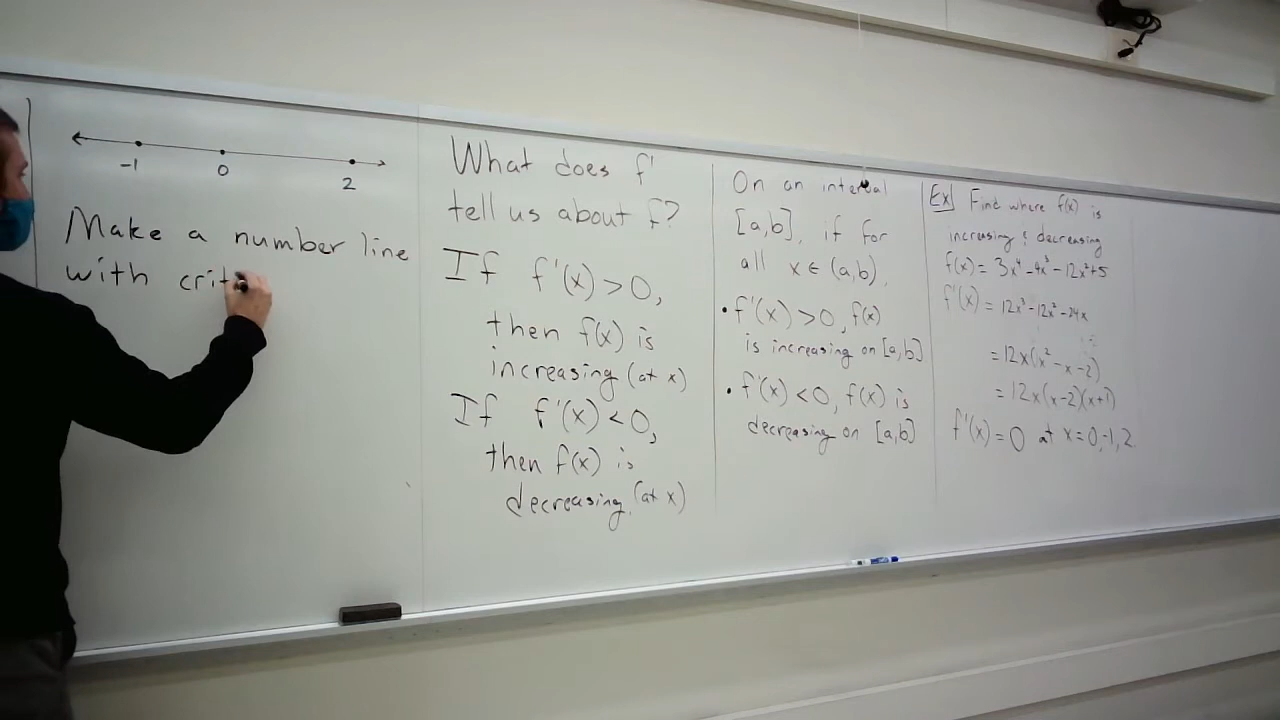 -1 0 2
Make a number line
with crit
What does f'
tell us about f?
If f'(x) > 0,
then f(x) is
increasing (at x)
If f'(x) < 0,
then f(x) is
decreasing (at x)
On an interval
[a,b], if for
all x ∈ (a,b),
• f'(x) > 0, f(x)
is increasing on [a,b]
• f'(x) < 0, f(x) is
decreasing on [a,b]
Ex Find where f(x) is
increasing & decreasing
f(x) = 3x⁴ - 4x³ - 12x² + 5
f'(x) = 12x³ - 12x² - 24x
= 12x(x² - x - 2)
= 12x(x-2)(x+1)
f'(x) = 0 at x = 0, -1, 2